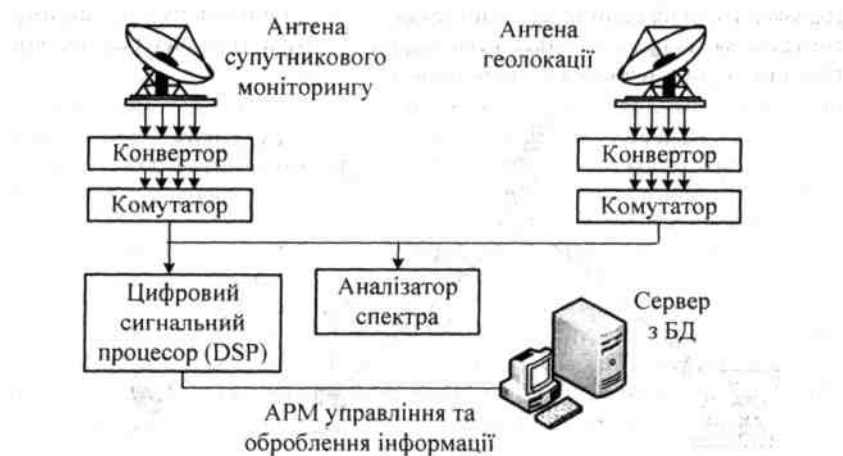 Антена
супутникового
моніторингу
Антена
геолокації
Конвертор
Комутатор
Конвертор
Комутатор
Цифровий
сигнальний
процесор (DSP)
Аналізатор
спектра
Сервер
з БД
АРМ управління та
оброблення інформації